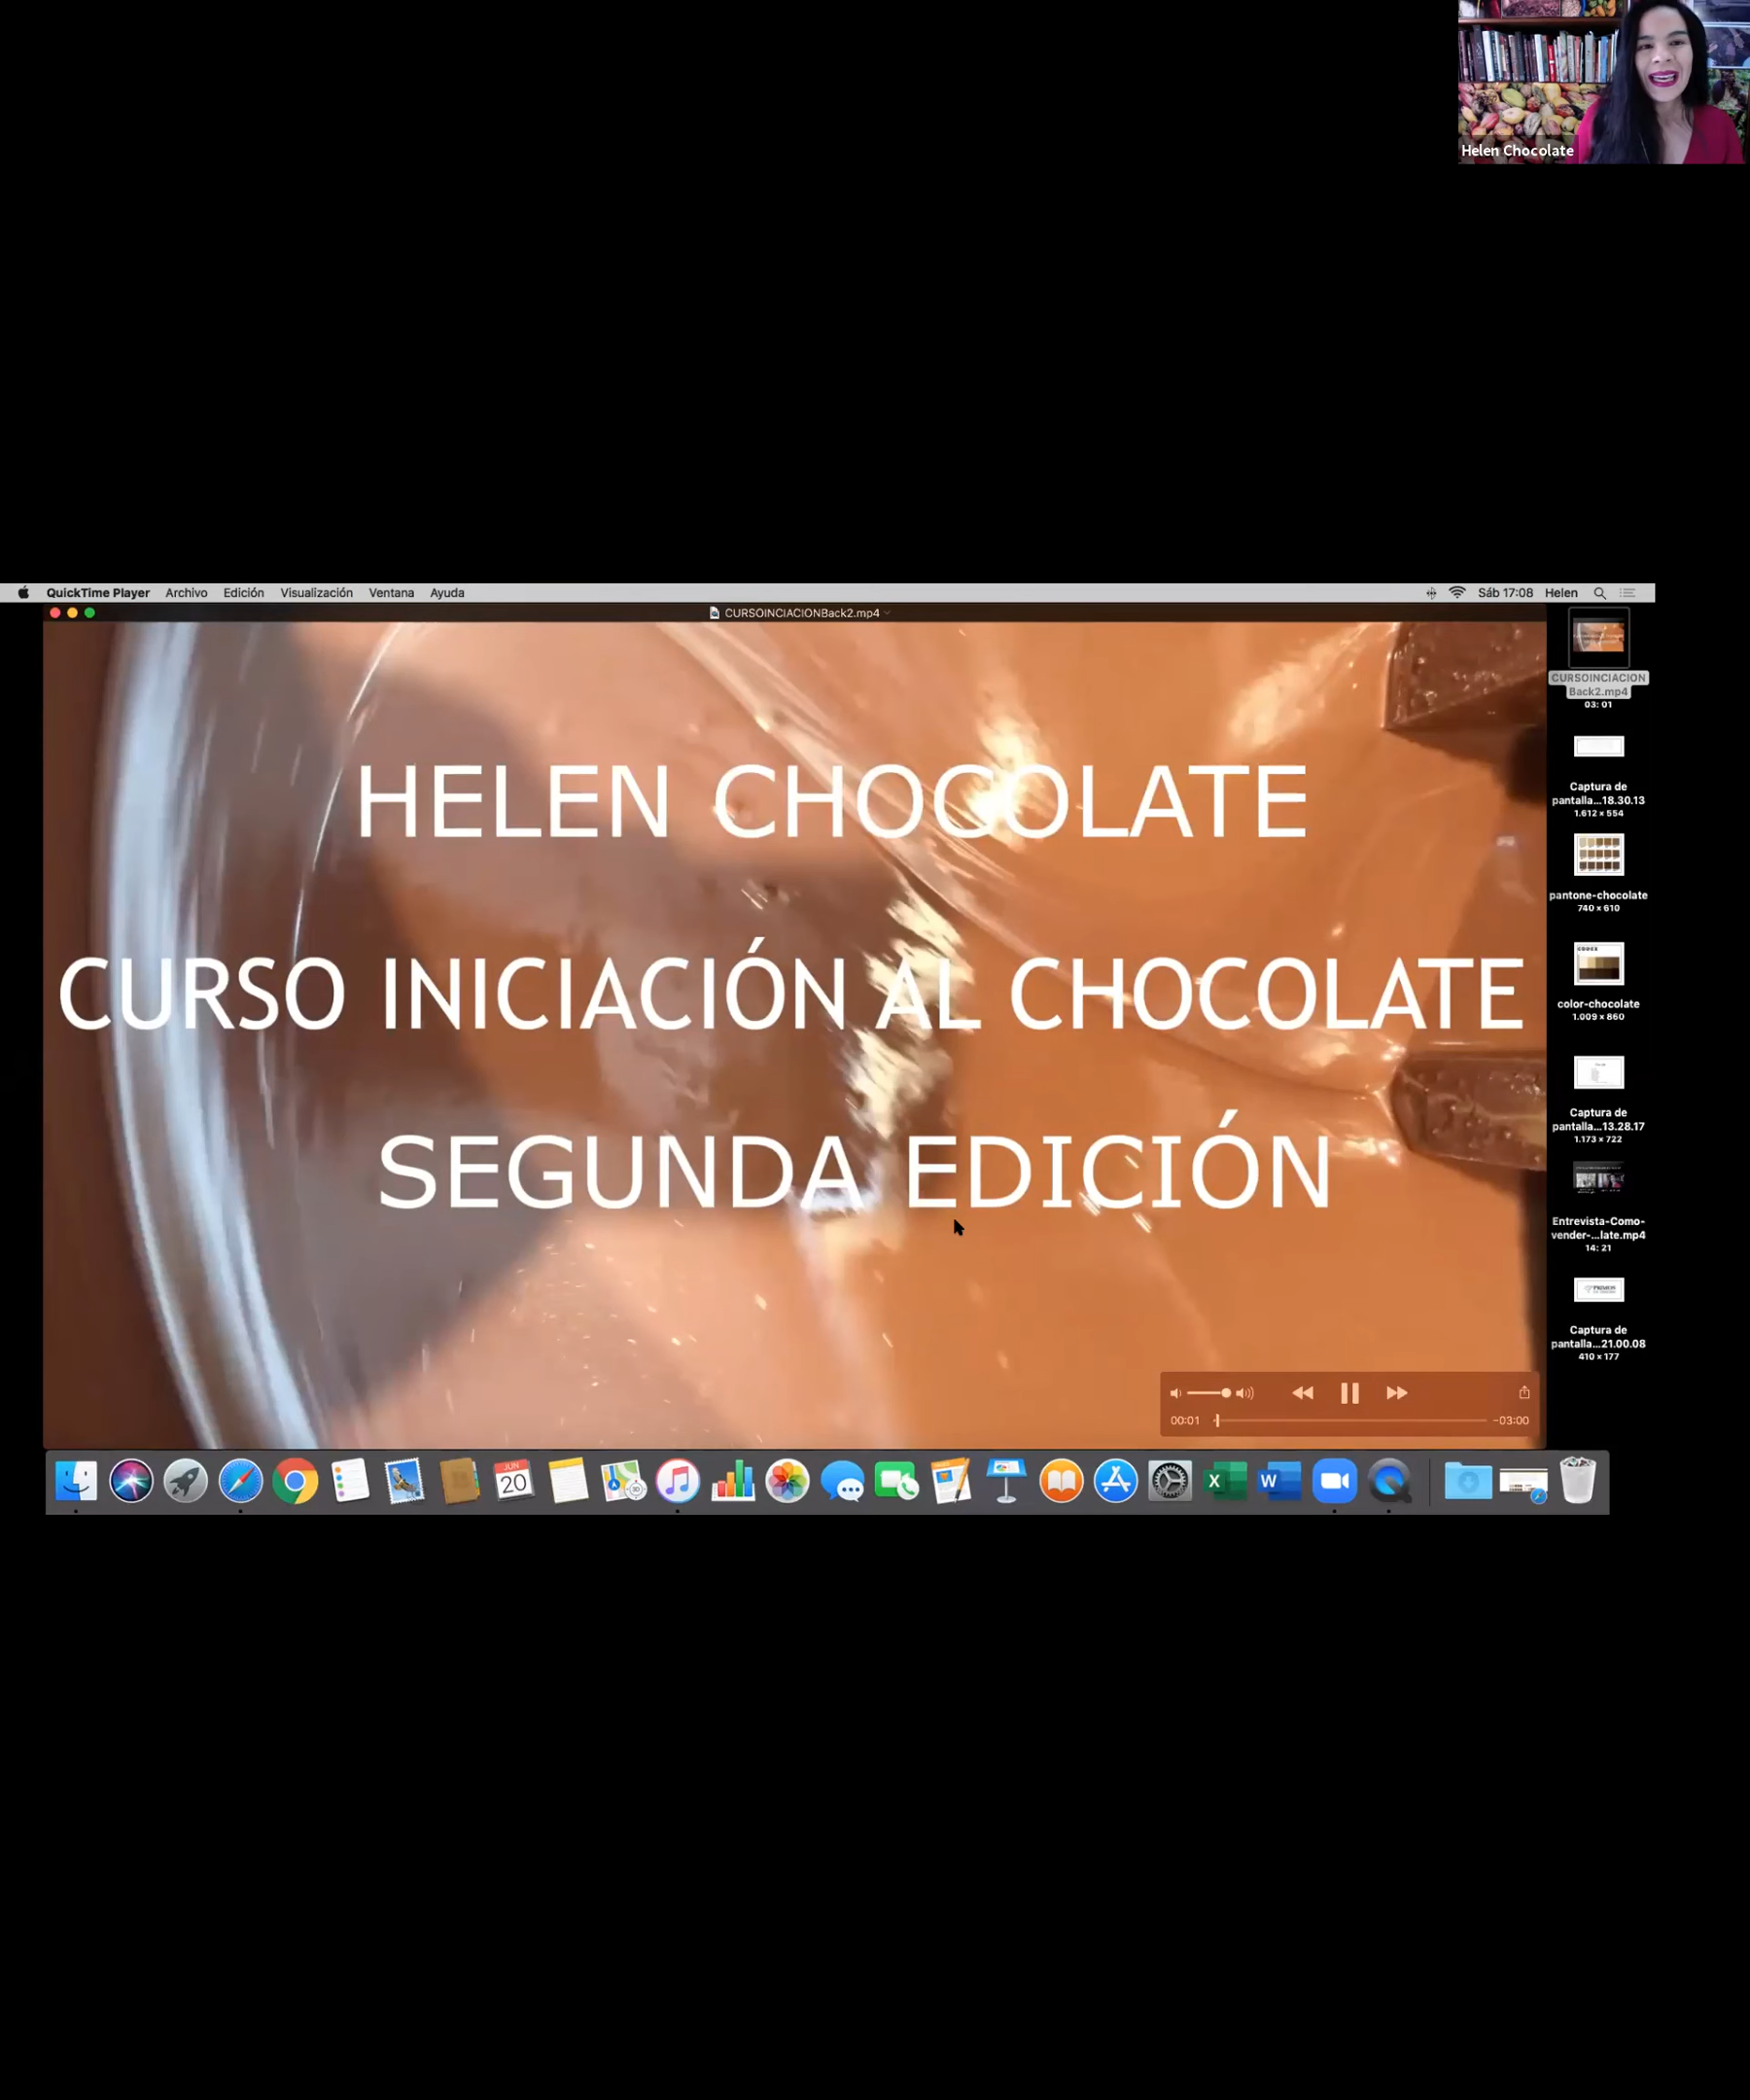 Helen Chocolate
QuickTime Player Archivo Edición Visualización Ventana Ayuda
Sáb 17:08 Helen
CURSOINCIACIONBack2.mp4
HELEN CHOCOLATE
CURSO INICIACIÓN AL CHOCOLATE
SEGUNDA EDICIÓN
00:01
-03:00
CURSOINCIACION
Back2.mp4
03: 01
Captura de
pantalla...18.30.13
1.612 × 554
pantone-chocolate
740 × 610
color-chocolate
1.009 × 860
Captura de
pantalla...13.28.17
1.173 × 722
Entrevista-Como-
vender-...late.mp4
14: 21
Captura de
pantalla...21.00.08
410 × 177
JUN
20
X
W